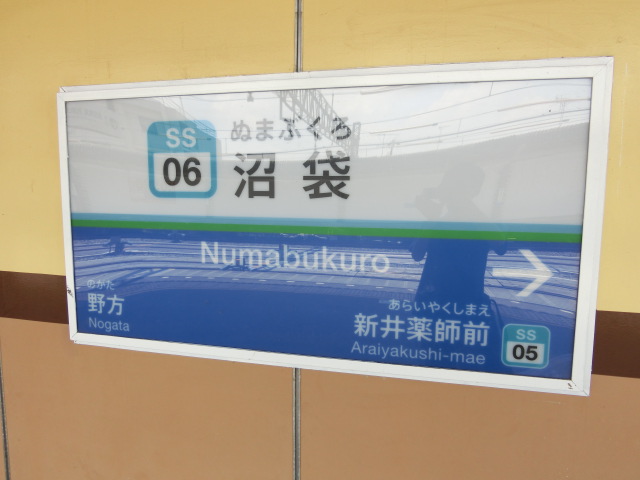 SS
06
ぬまぶくろ
沼袋
Numabukuro
のがた
野方
Nogata
あらいやくしまえ
新井薬師前
Araiyakushi-mae
SS
05